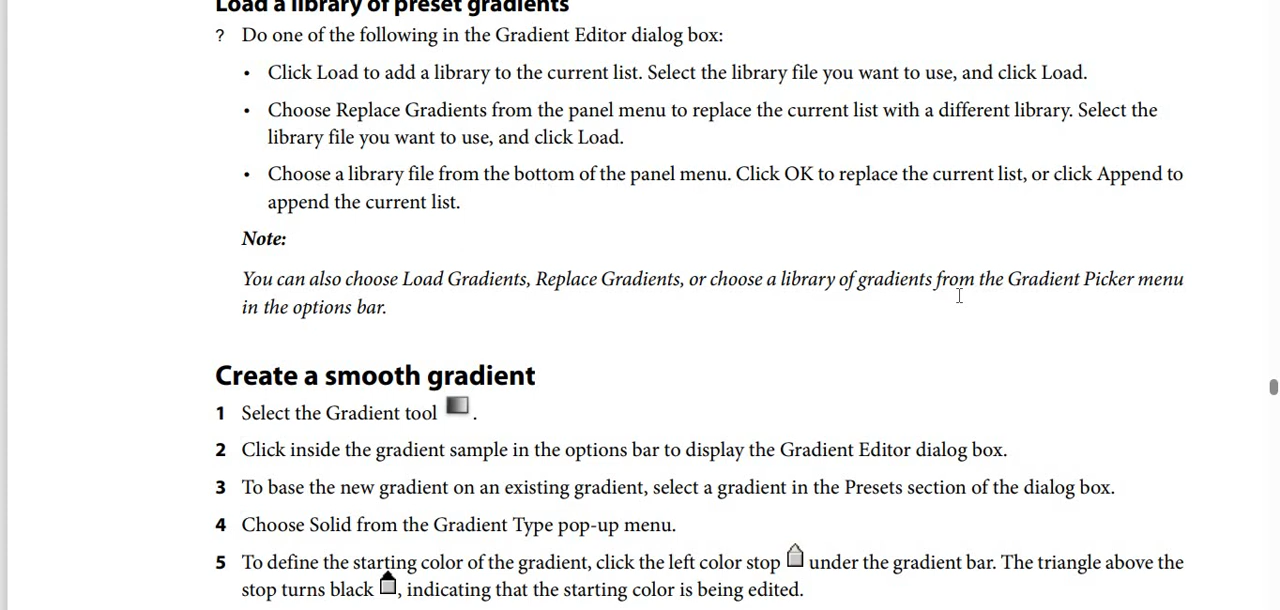 Load a library of preset gradients
? Do one of the following in the Gradient Editor dialog box:
• Click Load to add a library to the current list. Select the library file you want to use, and click Load.
• Choose Replace Gradients from the panel menu to replace the current list with a different library. Select the
library file you want to use, and click Load.
• Choose a library file from the bottom of the panel menu. Click OK to replace the current list, or click Append to
append the current list.
Note:
You can also choose Load Gradients, Replace Gradients, or choose a library of gradients from the Gradient Picker menu
in the options bar.
Create a smooth gradient
1 Select the Gradient tool .
2 Click inside the gradient sample in the options bar to display the Gradient Editor dialog box.
3 To base the new gradient on an existing gradient, select a gradient in the Presets section of the dialog box.
4 Choose Solid from the Gradient Type pop-up menu.
5 To define the starting color of the gradient, click the left color stop under the gradient bar. The triangle above the
stop turns black , indicating that the starting color is being edited.